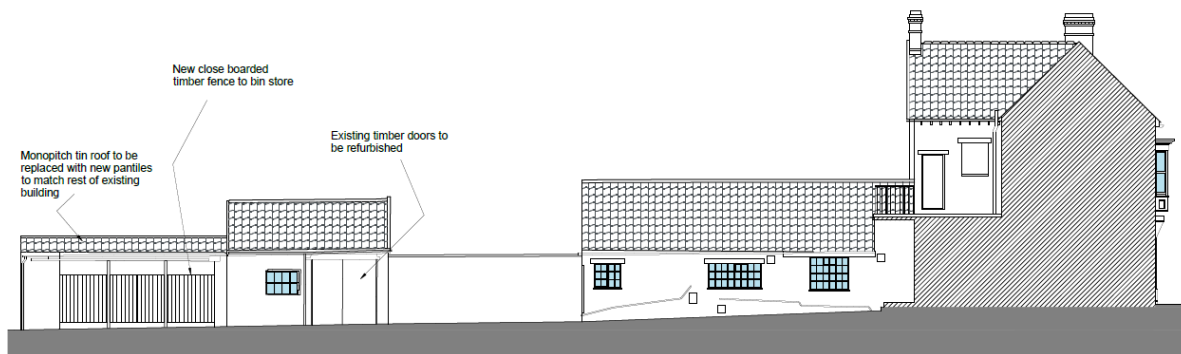 New close boarded
timber fence to bin store
Existing timber doors to
be refurbished
Monopitch tin roof to be
replaced with new pantiles
to match rest of existing
building